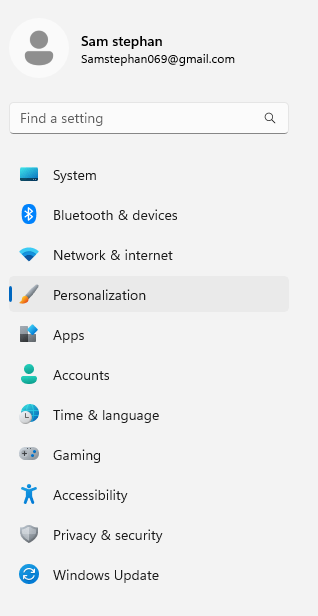 Sam stephan
Samstephan069@gmail.com
Find a setting
System
Bluetooth & devices
Network & internet
Personalization
Apps
Accounts
Time & language
Gaming
Accessibility
Privacy & security
Windows Update